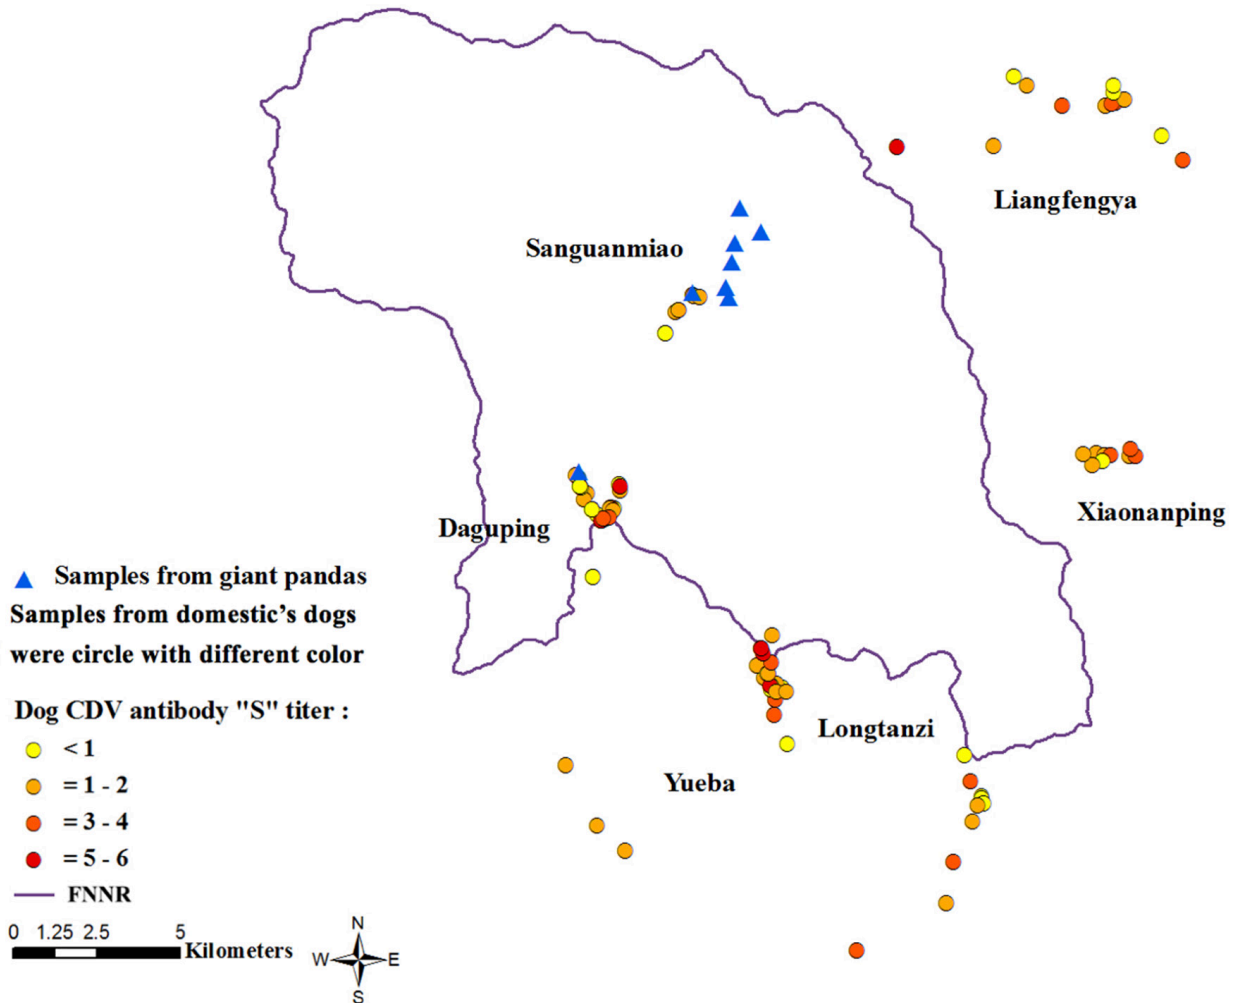 Liangfengya
Sanguanmiao
Xiaonanping
Daguping
Samples from giant pandas
Samples from domestic's dogs
were circle with different color
Dog CDV antibody "S" titer :
< 1
= 1 - 2
= 3 - 4
= 5 - 6
FNNR
Longtanzi
Yueba
0 1.25 2.5 5
Kilometers
N
W E
S